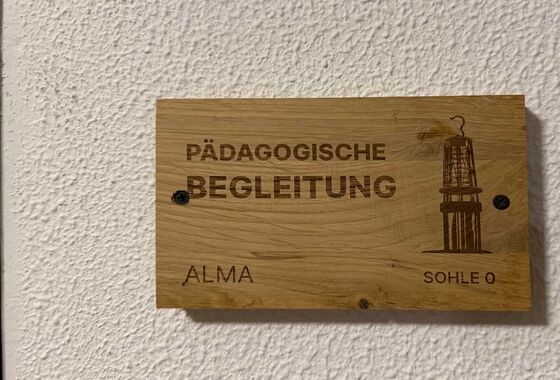 PÄDAGOGISCHE
BEGLEITUNG
ALMA
SOHLE 0